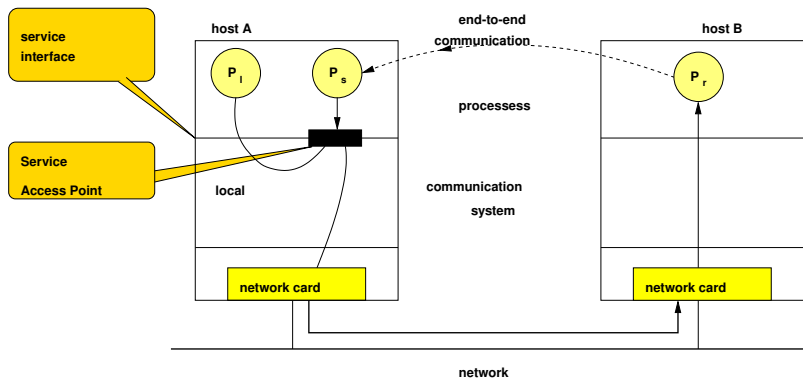 host A
end-to-end
communication
host B
service
interface
P l
P s
P r
processess
Service
Access Point
local
communication
system
network card
network card
network